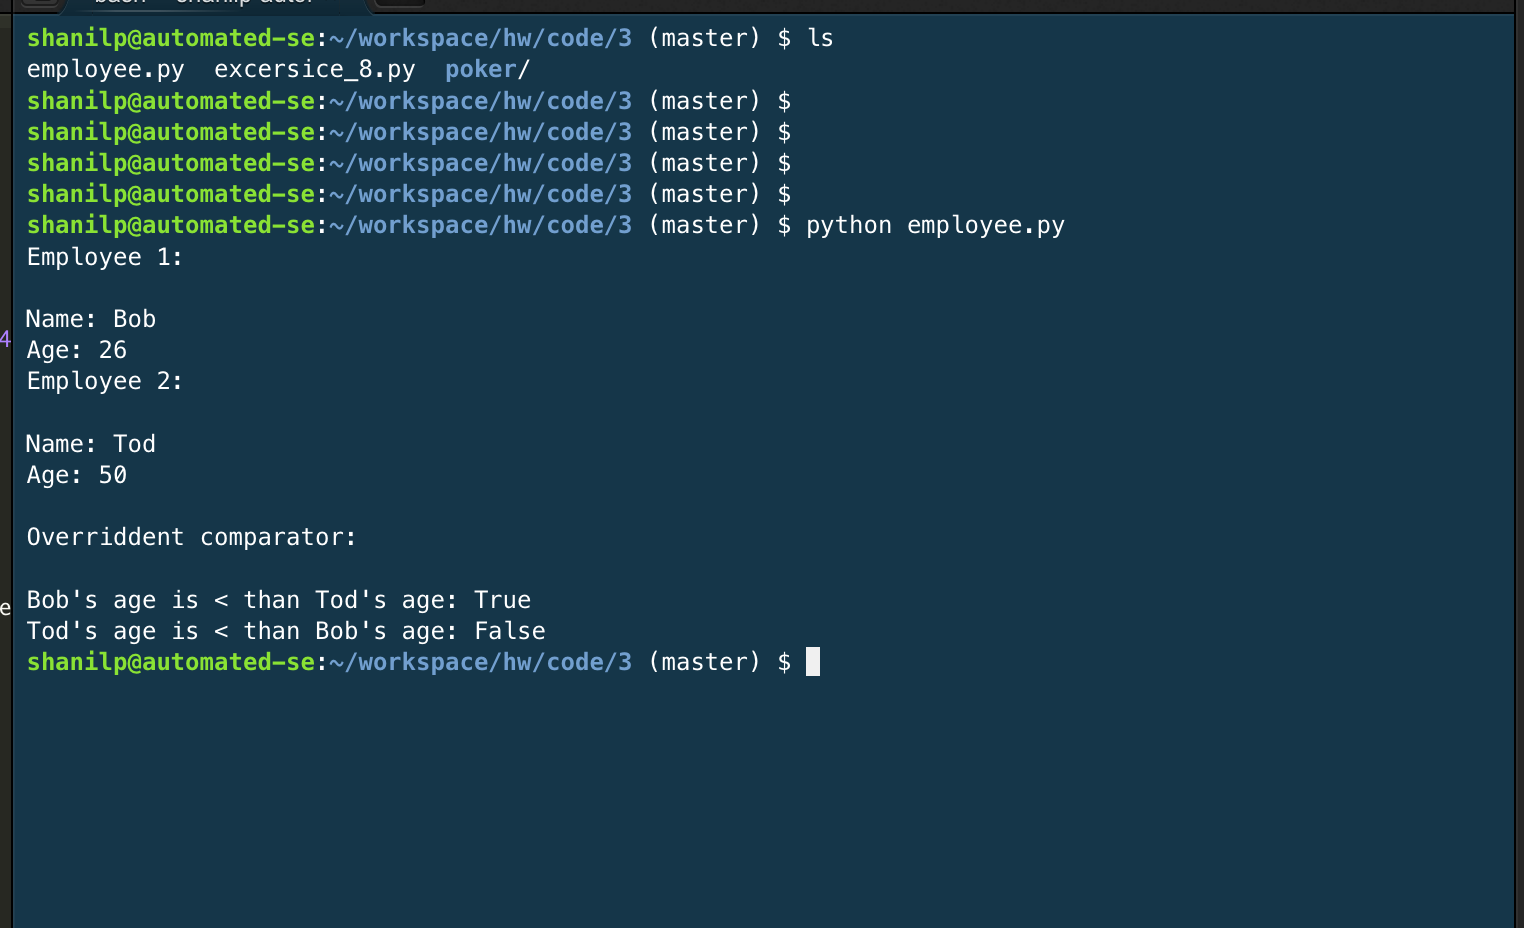 shanilp@automated-se:~/workspace/hw/code/3 (master) $ ls
employee.py  excersice_8.py  poker/
shanilp@automated-se:~/workspace/hw/code/3 (master) $
shanilp@automated-se:~/workspace/hw/code/3 (master) $
shanilp@automated-se:~/workspace/hw/code/3 (master) $
shanilp@automated-se:~/workspace/hw/code/3 (master) $
shanilp@automated-se:~/workspace/hw/code/3 (master) $ python employee.py
Employee 1:
Name: Bob
4
Age: 26
Employee 2:
Name: Tod
Age: 50
Overriddent comparator:
Bob's age is < than Tod's age: True
e
Tod's age is < than Bob's age: False
shanilp@automated-se:~/workspace/hw/code/3 (master) $